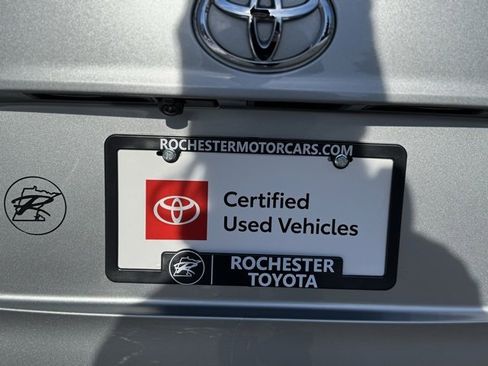 ROCHESTERMOTORCARS.COM
Certified
Used Vehicles
ROCHESTER
TOYOTA